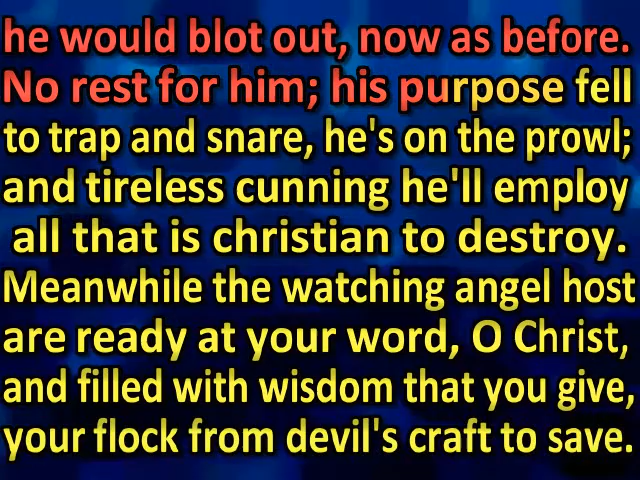 he would blot out, now as before.
No rest for him; his purpose fell
to trap and snare, he's on the prowl;
and tireless cunning he'll employ
all that is christian to destroy.
Meanwhile the watching angel host
are ready at your word, O Christ,
and filled with wisdom that you give,
your flock from devil's craft to save.